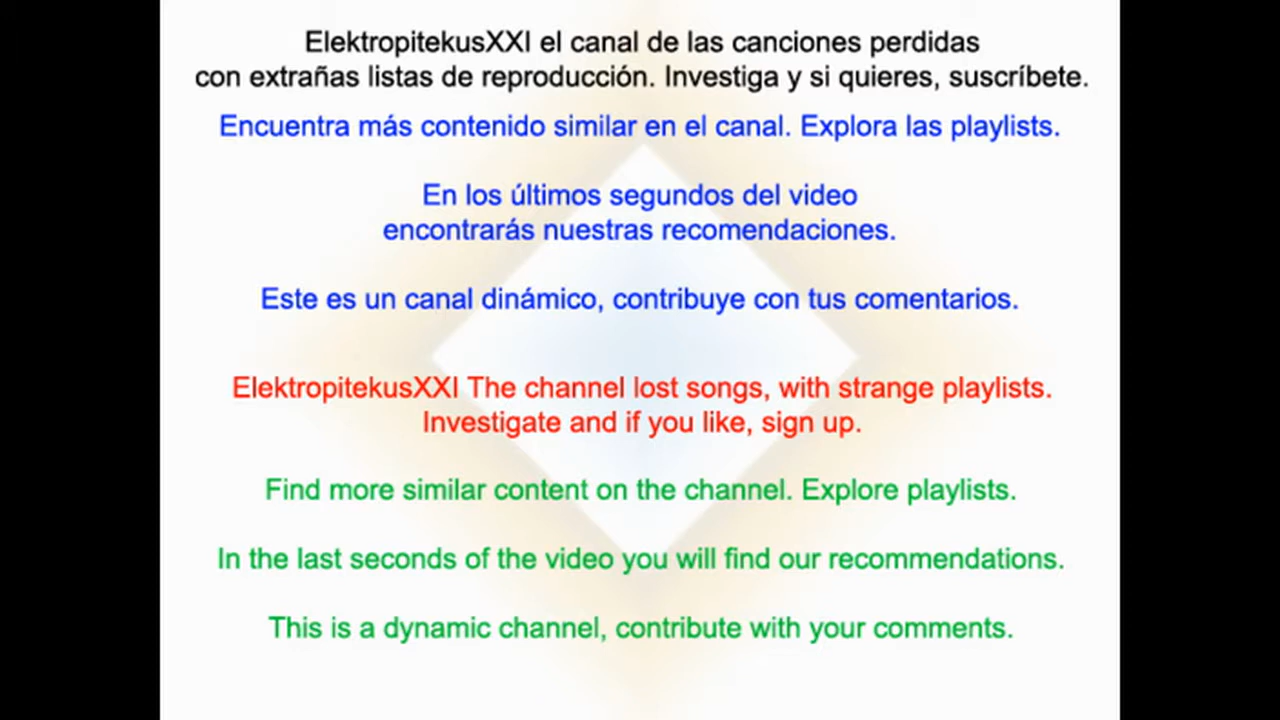 ElektropitekusXXI el canal de las canciones perdidas
con extrañas listas de reproducción. Investiga y si quieres, suscríbete.
Encuentra más contenido similar en el canal. Explora las playlists.
En los últimos segundos del video
encontrarás nuestras recomendaciones.
Este es un canal dinámico, contribuye con tus comentarios.
ElektropitekusXXI The channel lost songs, with strange playlists.
Investigate and if you like, sign up.
Find more similar content on the channel. Explore playlists.
In the last seconds of the video you will find our recommendations.
This is a dynamic channel, contribute with your comments.